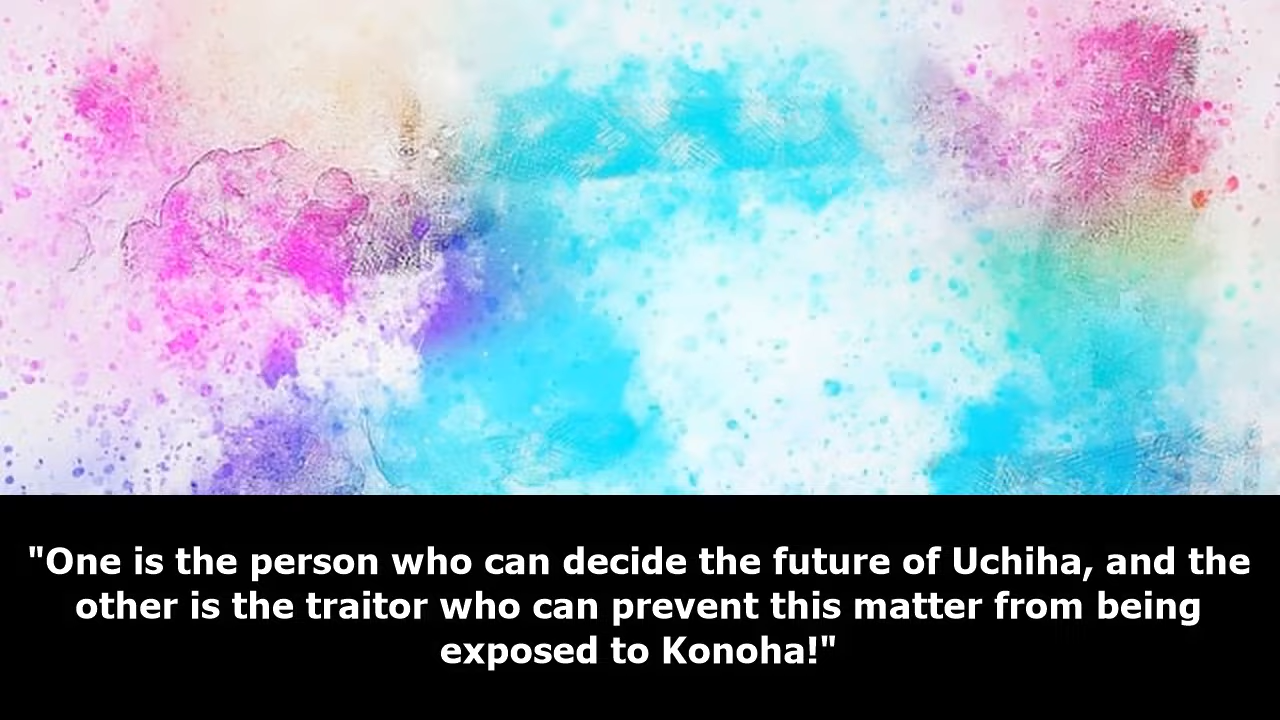 "One is the person who can decide the future of Uchiha, and the
other is the traitor who can prevent this matter from being
exposed to Konoha!"